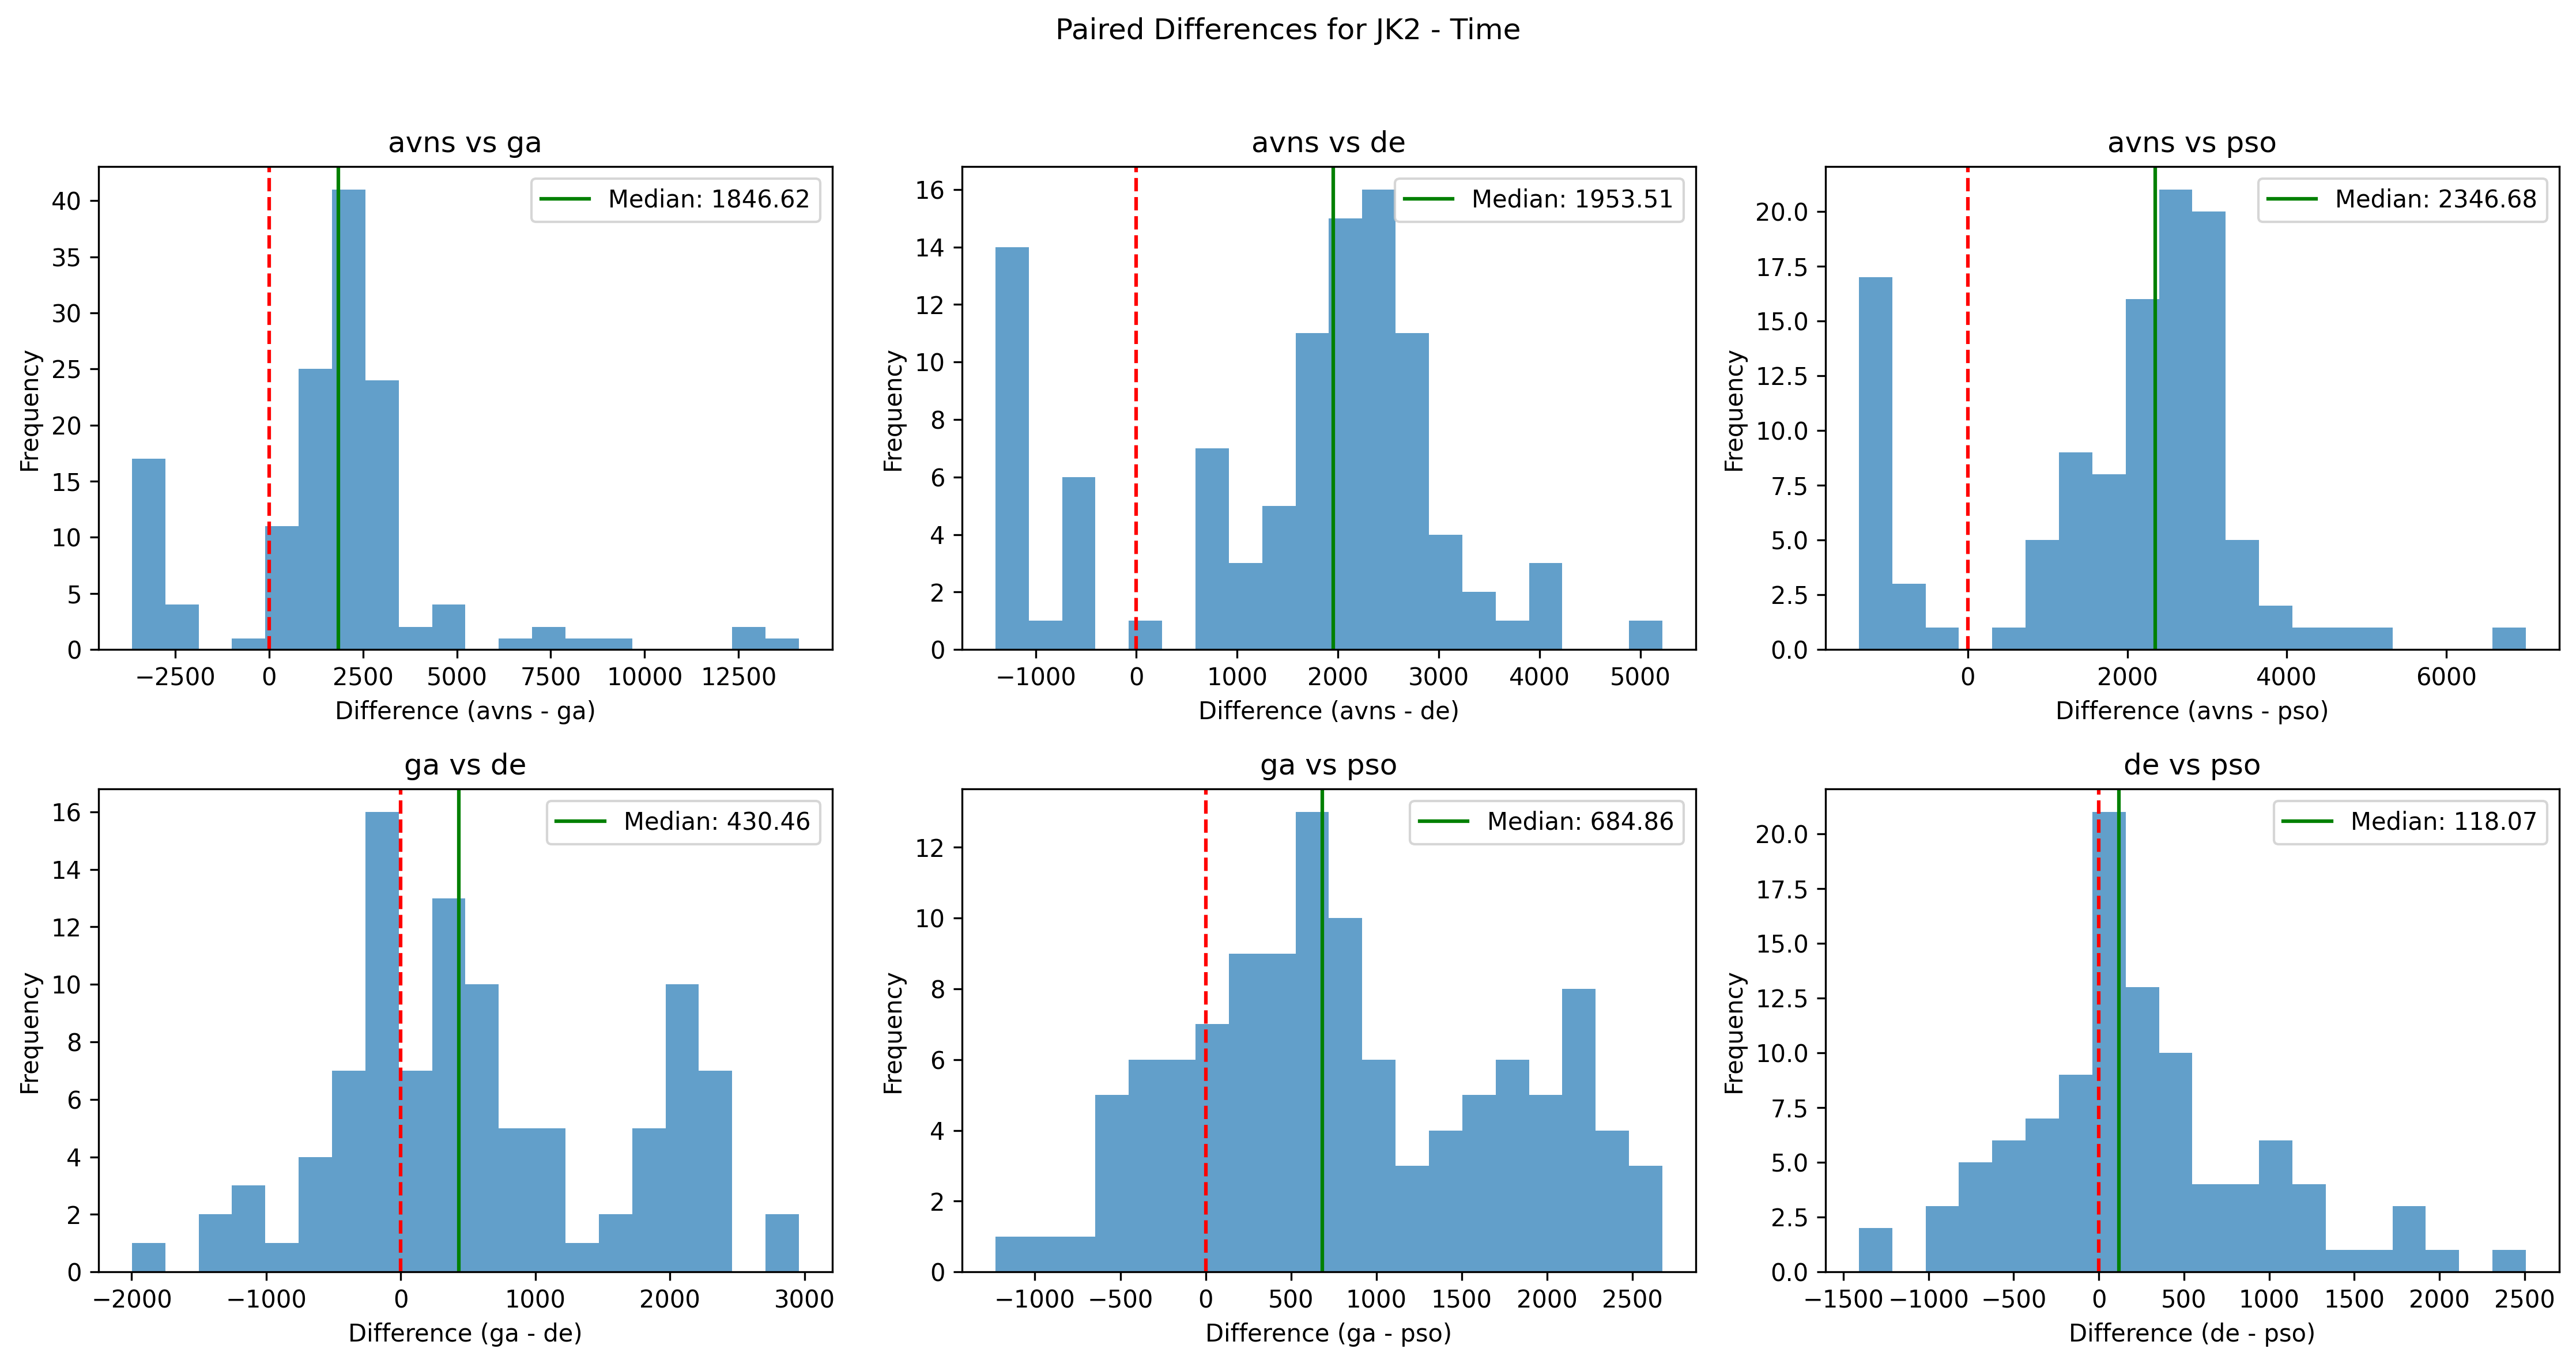 Paired Differences for JK2 - Time
avns vs ga
Median: 1846.62
40
35
30
25
20
15
10
5
0
Frequency
−2500 0 2500 5000 7500 10000 12500
Difference (avns - ga)
avns vs de
Median: 1953.51
16
14
12
10
8
6
4
2
0
Frequency
−1000 0 1000 2000 3000 4000 5000
Difference (avns - de)
avns vs pso
Median: 2346.68
20.0
17.5
15.0
12.5
10.0
7.5
5.0
2.5
0.0
Frequency
0 2000 4000 6000
Difference (avns - pso)
ga vs de
Median: 430.46
16
14
12
10
8
6
4
2
0
Frequency
−2000 −1000 0 1000 2000 3000
Difference (ga - de)
ga vs pso
Median: 684.86
12
10
8
6
4
2
0
Frequency
−1000 −500 0 500 1000 1500 2000 2500
Difference (ga - pso)
de vs pso
Median: 118.07
20.0
17.5
15.0
12.5
10.0
7.5
5.0
2.5
0.0
Frequency
−1500 −1000 −500 0 500 1000 1500 2000 2500
Difference (de - pso)